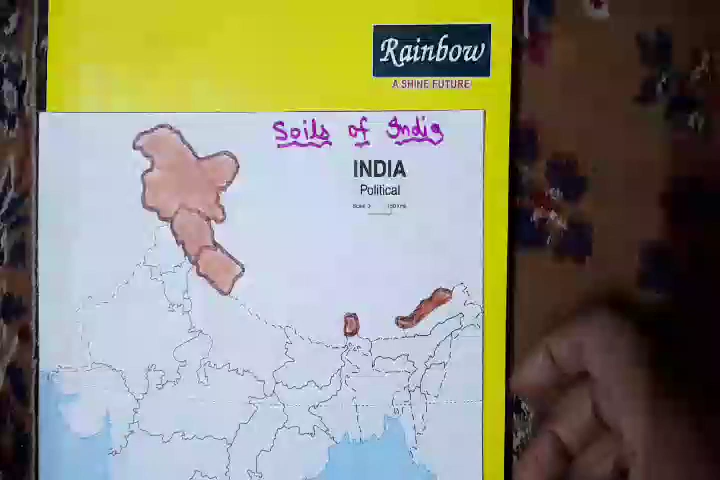 Rainbow
A SHINE FUTURE
Soils of India
INDIA
Political